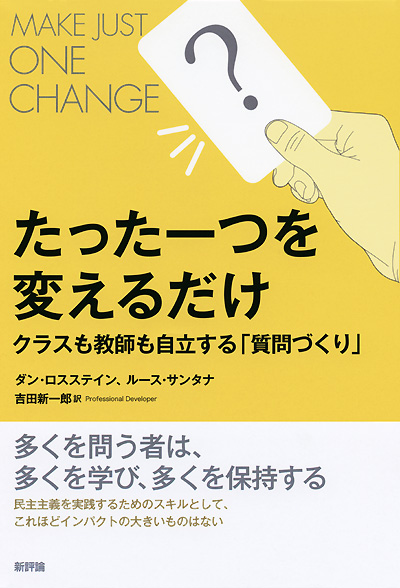 MAKE JUST
ONE
CHANGE
?
たった一つを
変えるだけ
クラスも教師も自立する「質問づくり」
ダン・ロスステイン、ルース・サンタナ
吉田新一郎 訳 Professional Developer
多くを問う者は、
多くを学び、多くを保持する
民主主義を実践するためのスキルとして、
これほどインパクトの大きいものはない
新評論